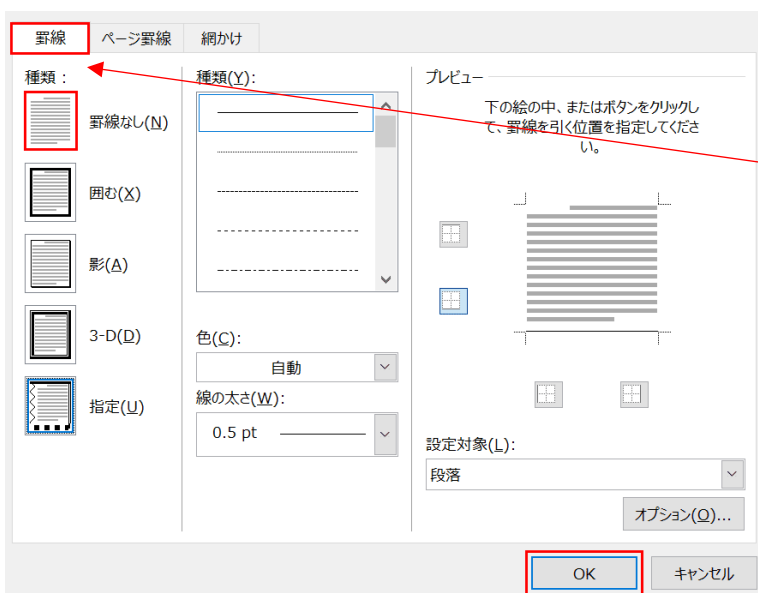 罫線 ページ罫線 網かけ
種類：
罫線なし(N)
囲む(X)
影(A)
3-D(D)
指定(U)
種類(Y):
色(C):
自動
線の太さ(W):
0.5 pt
プレビュー
下の絵の中、またはボタンをクリックし
て、罫線を引く位置を指定してくださ
い。
設定対象(L):
段落
オプション(O)...
OK キャンセル